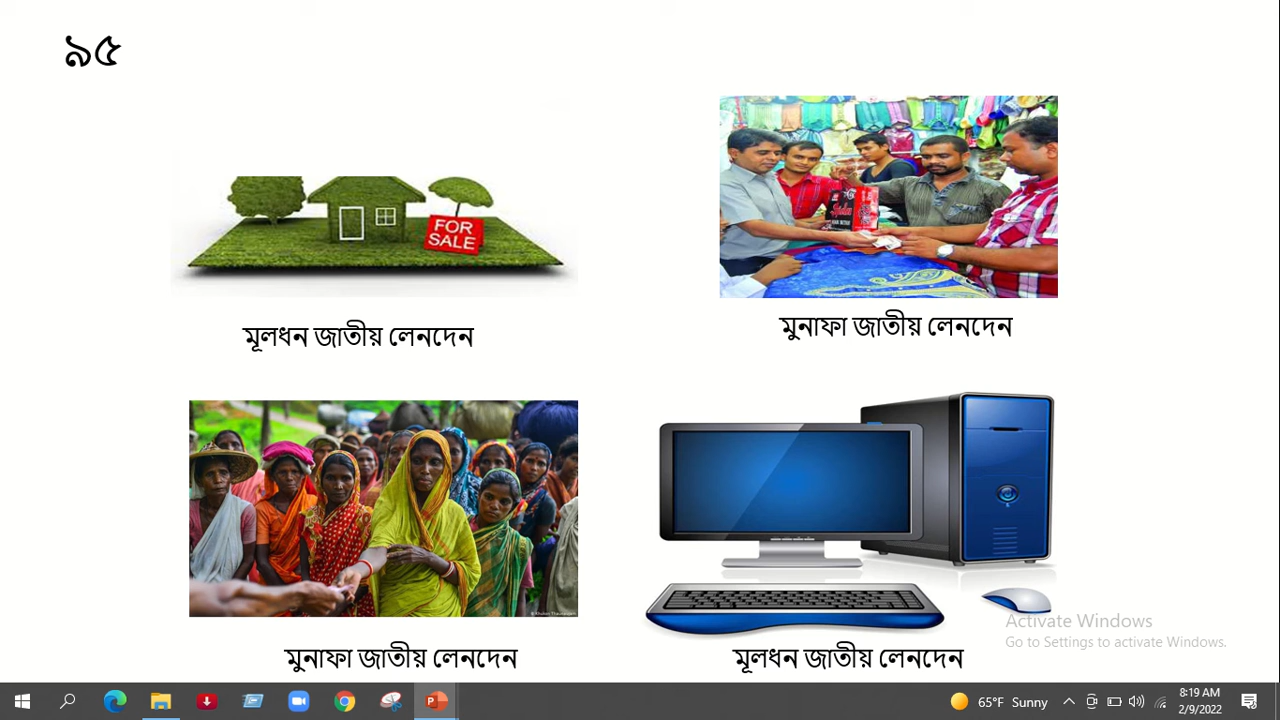 ৯৫
FOR
SALE
মূলধন জাতীয় লেনদেন
মুনাফা জাতীয় লেনদেন
মুনাফা জাতীয় লেনদেন
মূলধন জাতীয় লেনদেন
Activate Windows
Go to Settings to activate Windows.
65°F Sunny
8:19 AM
2/9/2022